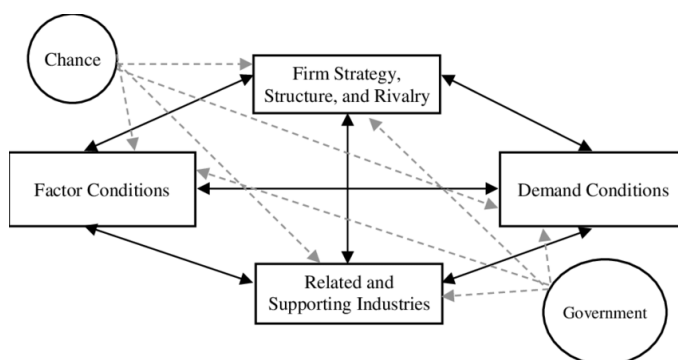 Chance
Firm Strategy,
Structure, and Rivalry
Factor Conditions
Demand Conditions
Related and
Supporting Industries
Government